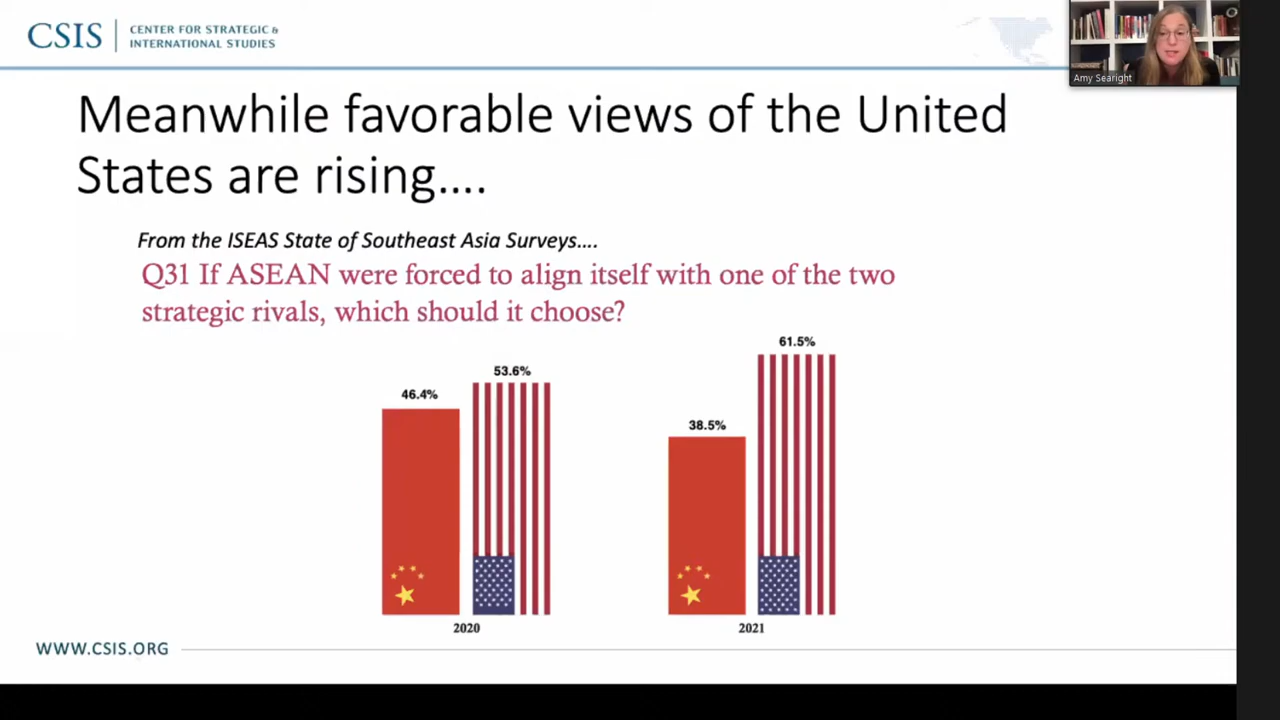 CSIS
CENTER FOR STRATEGIC &
INTERNATIONAL STUDIES
Amy Searight
Meanwhile favorable views of the United
States are rising....
From the ISEAS State of Southeast Asia Surveys....
Q31 If ASEAN were forced to align itself with one of the two
strategic rivals, which should it choose?
46.4%
53.6%
38.5%
61.5%
2020
2021
WWW.CSIS.ORG